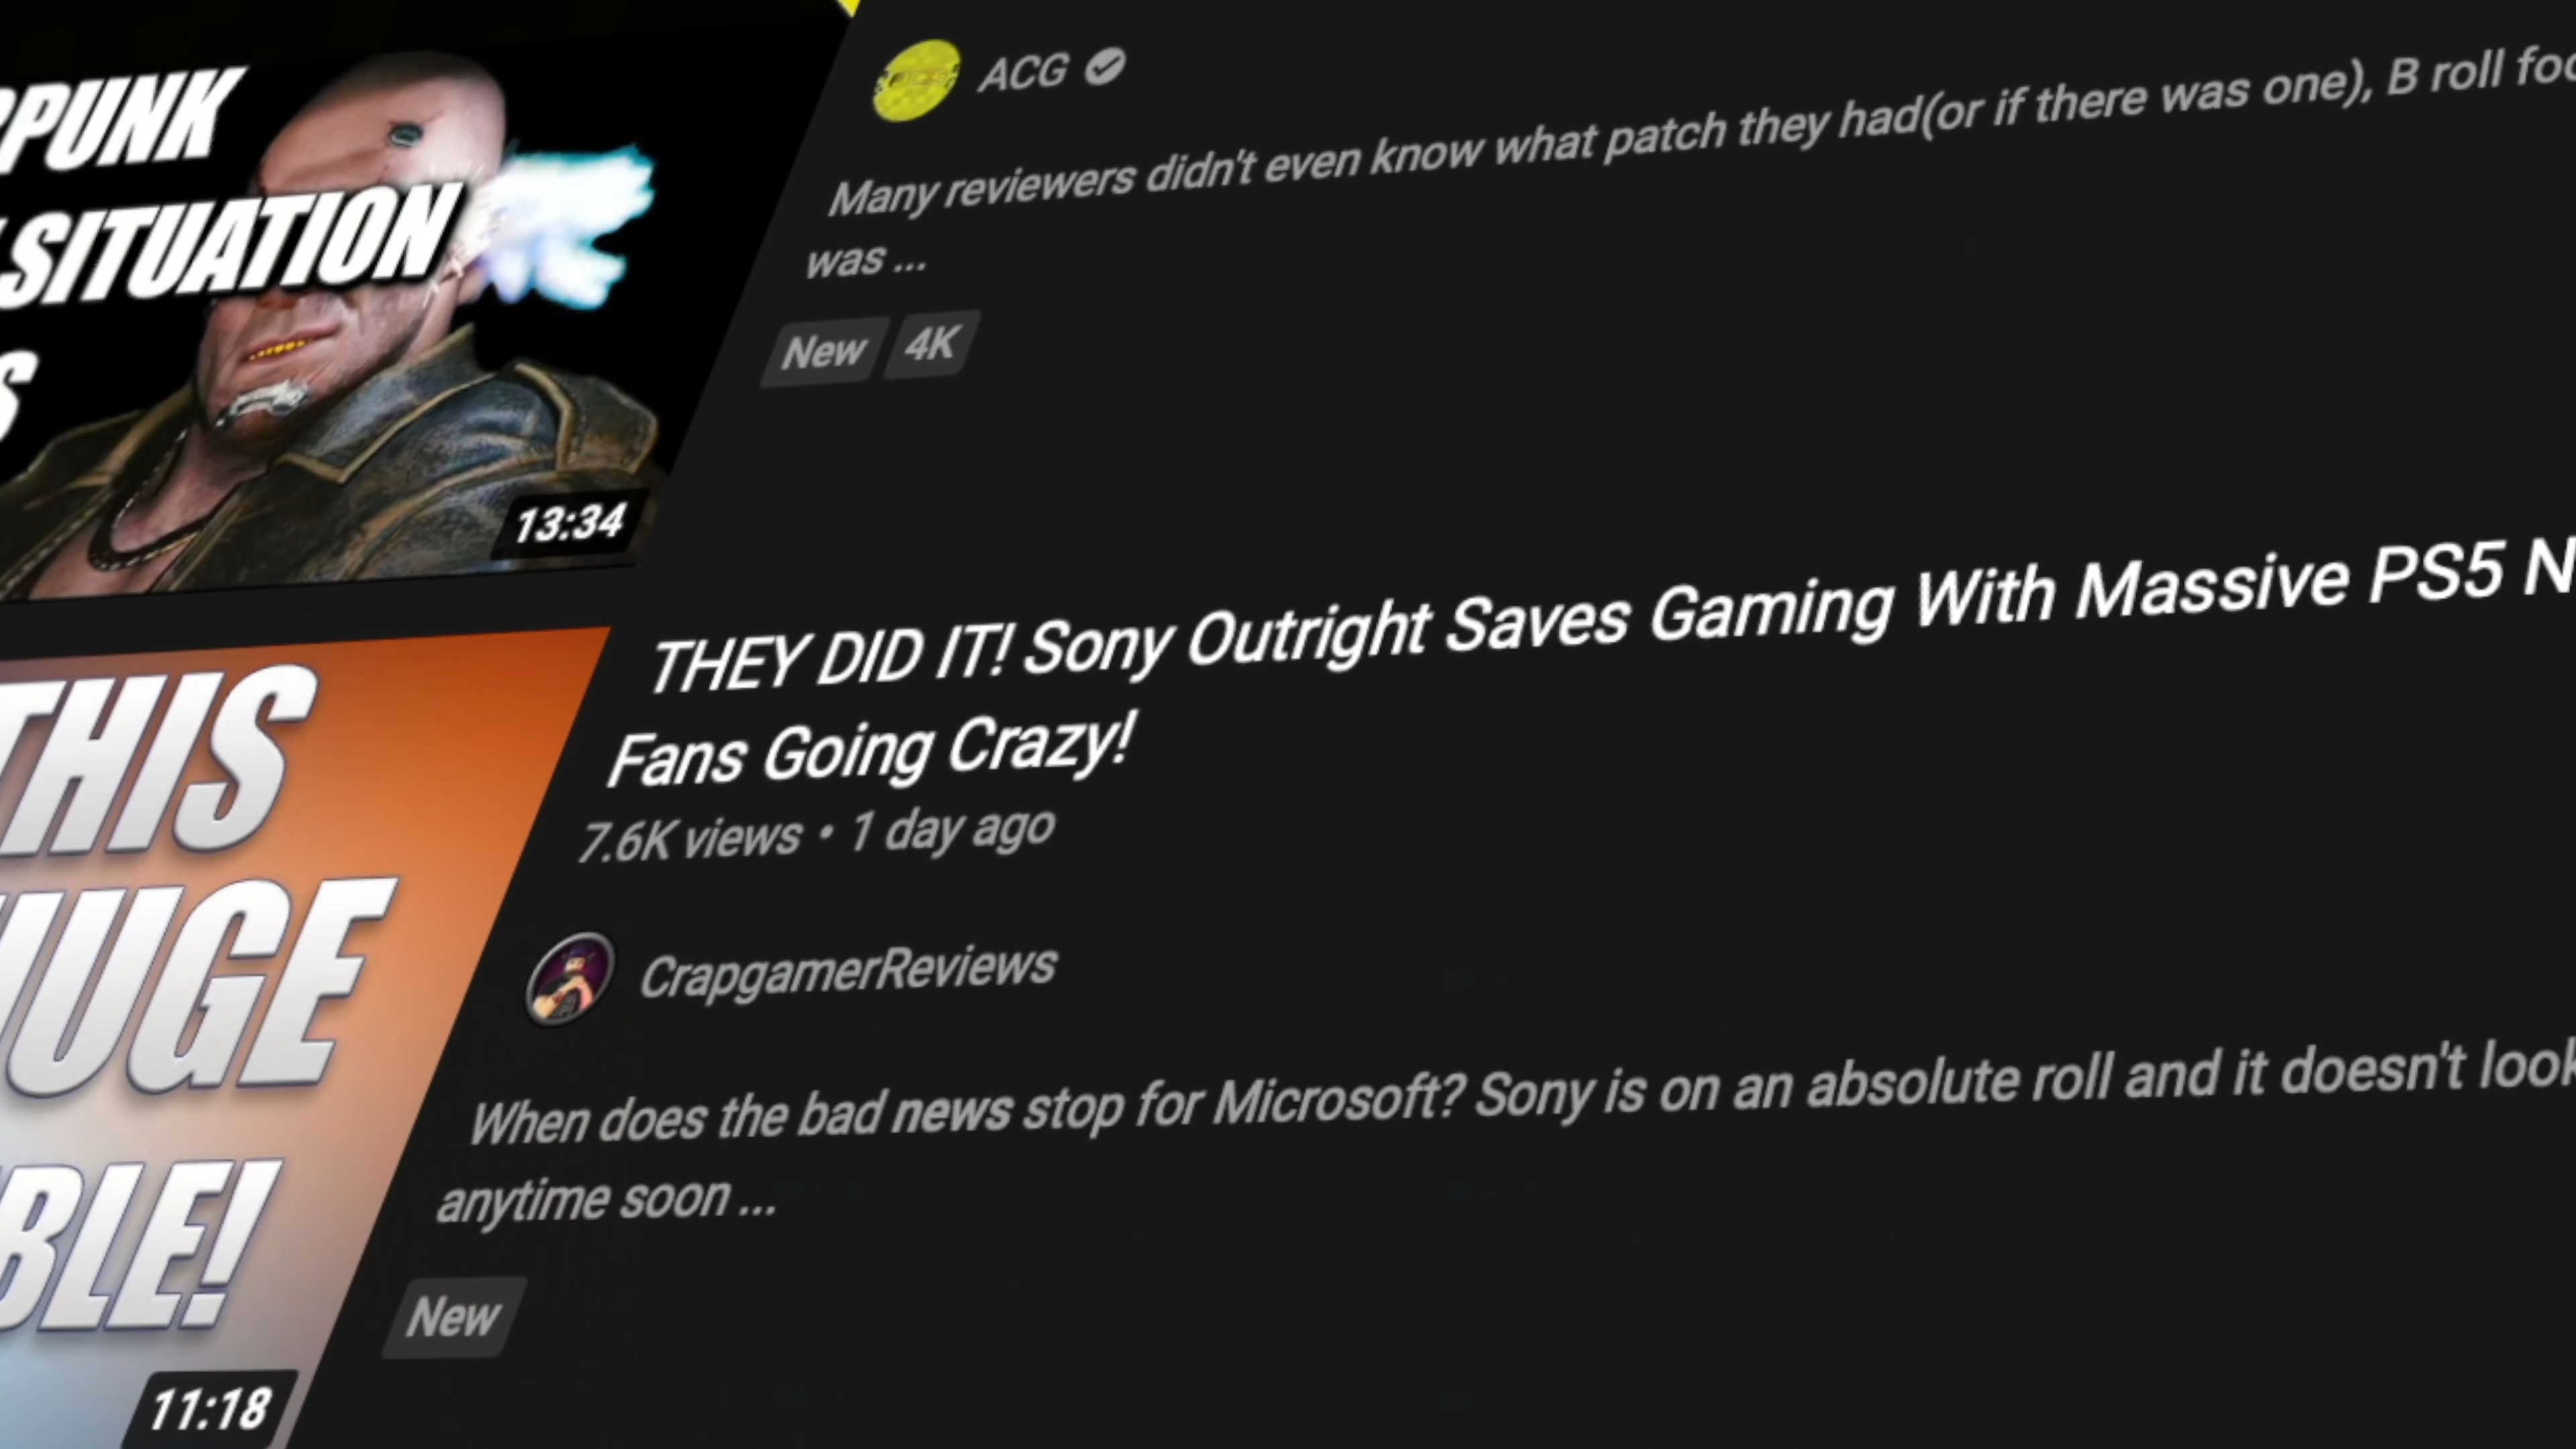 PUNK
SITUATION
S
13:34
ACG
Many reviewers didn't even know what patch they had(or if there was one), B roll
was ...
New 4K
THIS
UGE
BLE!
11:18
THEY DID IT! Sony Outright Saves Gaming With Massive PS5 N
Fans Going Crazy!
7.6K views • 1 day ago
CrapgamerReviews
When does the bad news stop for Microsoft? Sony is on an absolute roll and it doesn't look
anytime soon ...
New